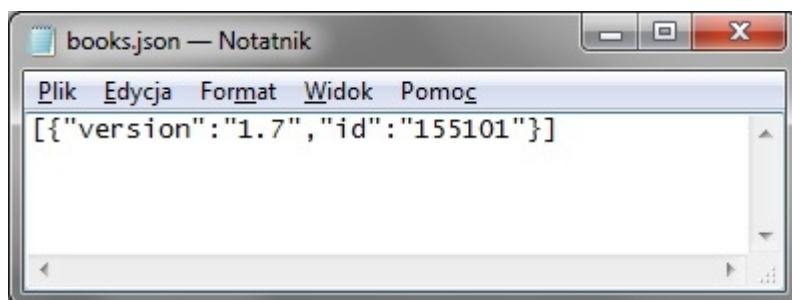 books.json — Notatnik
Plik Edycja Format Widok Pomoc
[{"version":"1.7","id":"155101"}]